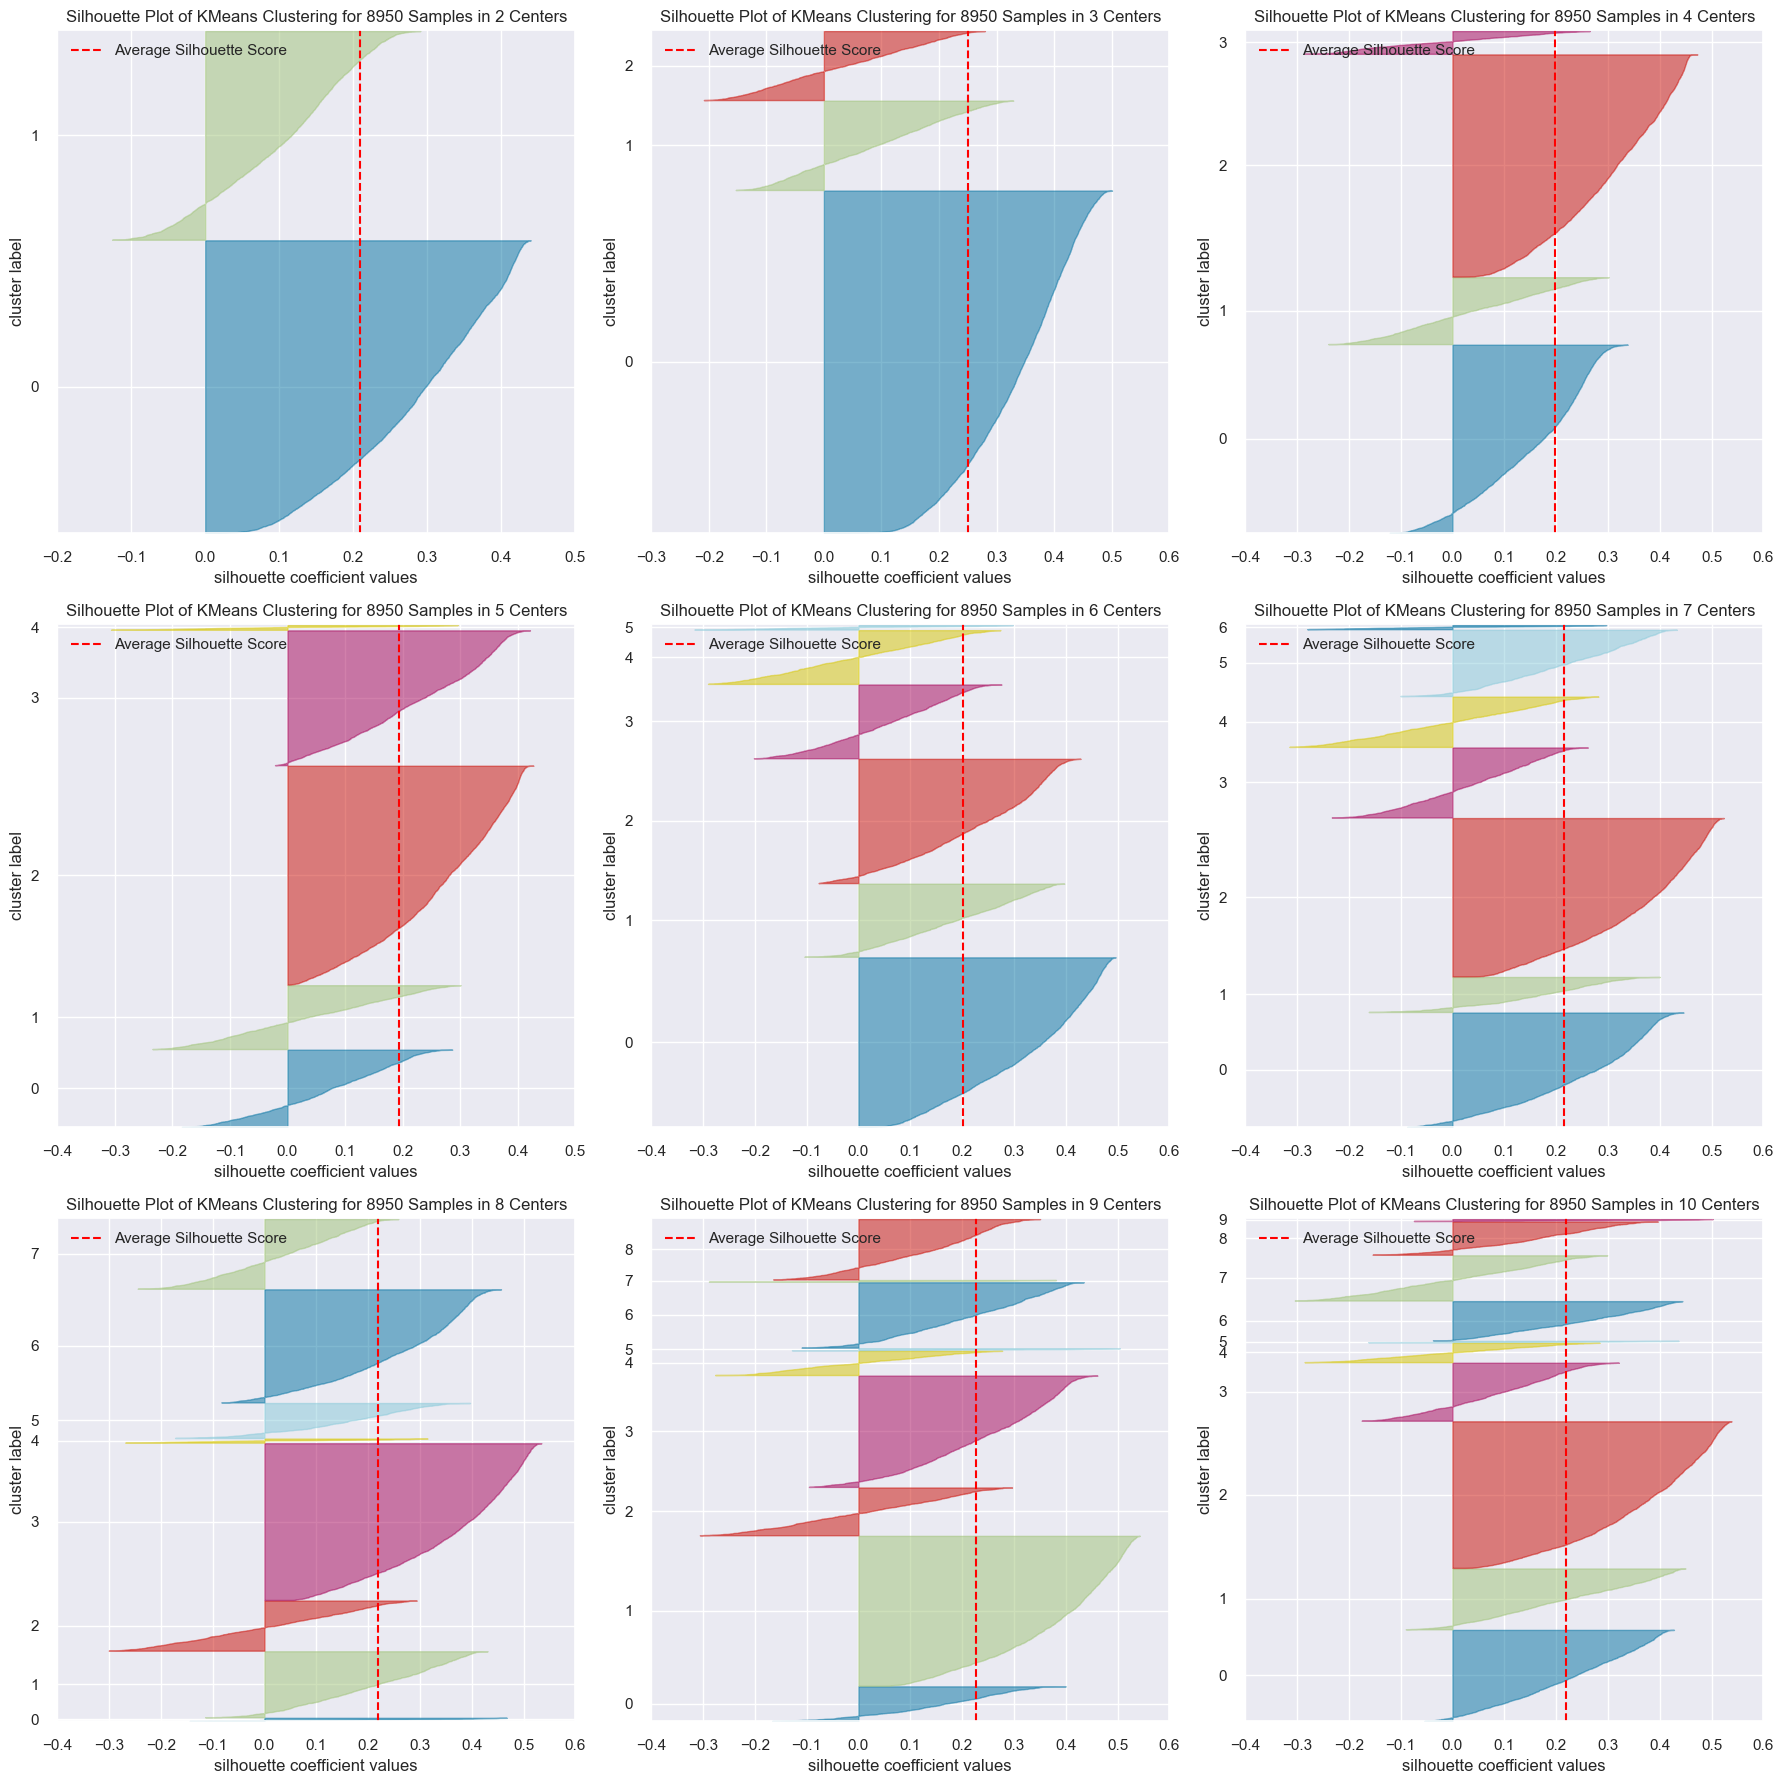 Silhouette Plot of KMeans Clustering for 8950 Samples in 2 Centers
Average Silhouette Score
1
0
cluster label
−0.2 −0.1 0.0 0.1 0.2 0.3 0.4 0.5
silhouette coefficient values
Silhouette Plot of KMeans Clustering for 8950 Samples in 3 Centers
Average Silhouette Score
2
1
0
cluster label
−0.3 −0.2 −0.1 0.0 0.1 0.2 0.3 0.4 0.5 0.6
silhouette coefficient values
Silhouette Plot of KMeans Clustering for 8950 Samples in 4 Centers
Average Silhouette Score
3
2
1
0
cluster label
−0.4 −0.3 −0.2 −0.1 0.0 0.1 0.2 0.3 0.4 0.5 0.6
silhouette coefficient values
Silhouette Plot of KMeans Clustering for 8950 Samples in 5 Centers
Average Silhouette Score
4
3
2
1
0
cluster label
−0.4 −0.3 −0.2 −0.1 0.0 0.1 0.2 0.3 0.4 0.5
silhouette coefficient values
Silhouette Plot of KMeans Clustering for 8950 Samples in 6 Centers
Average Silhouette Score
5
4
3
2
1
0
cluster label
−0.4 −0.3 −0.2 −0.1 0.0 0.1 0.2 0.3 0.4 0.5 0.6
silhouette coefficient values
Silhouette Plot of KMeans Clustering for 8950 Samples in 7 Centers
Average Silhouette Score
6
5
4
3
2
1
0
cluster label
−0.4 −0.3 −0.2 −0.1 0.0 0.1 0.2 0.3 0.4 0.5 0.6
silhouette coefficient values
Silhouette Plot of KMeans Clustering for 8950 Samples in 8 Centers
Average Silhouette Score
7
6
5
4
3
2
1
0
cluster label
−0.4 −0.3 −0.2 −0.1 0.0 0.1 0.2 0.3 0.4 0.5 0.6
silhouette coefficient values
Silhouette Plot of KMeans Clustering for 8950 Samples in 9 Centers
Average Silhouette Score
8
7
6
5
4
3
2
1
0
cluster label
−0.4 −0.3 −0.2 −0.1 0.0 0.1 0.2 0.3 0.4 0.5 0.6
silhouette coefficient values
Silhouette Plot of KMeans Clustering for 8950 Samples in 10 Centers
Average Silhouette Score
9
8
7
6
5
4
3
2
1
0
cluster label
−0.4 −0.3 −0.2 −0.1 0.0 0.1 0.2 0.3 0.4 0.5 0.6
silhouette coefficient values